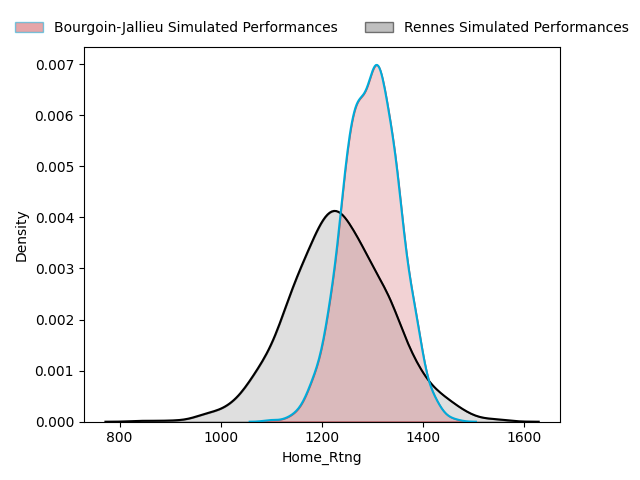 Bourgoin-Jallieu Simulated Performances Rennes Simulated Performances
0.007
0.006
0.005
0.004
0.003
0.002
0.001
0.000
Density
800 1000 1200 1400 1600
Home_Rtng